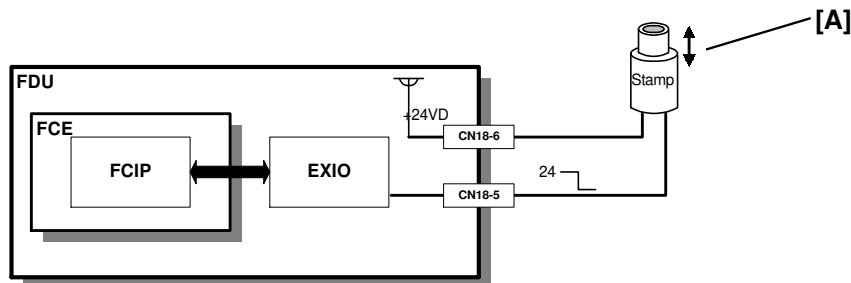 [A]
FDU
Stamp
+24VD
FCE
CN18-6
FCIP
EXIO
24
CN18-5